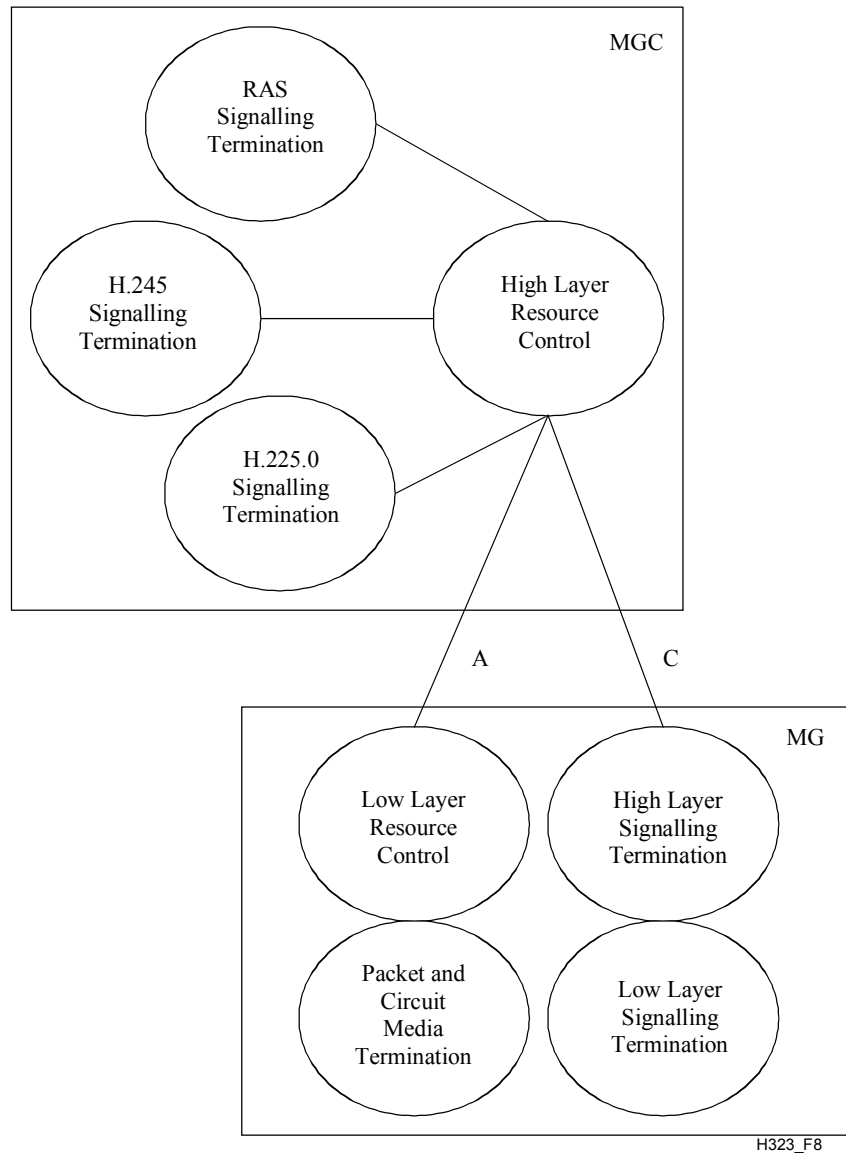 MGC
RAS
Signalling
Termination
H.245
Signalling
Termination
High Layer
Resource
Control
H.225.0
Signalling
Termination
A
C
MG
Low Layer
Resource
Control
High Layer
Signalling
Termination
Packet and
Circuit
Media
Termination
Low Layer
Signalling
Termination
H323_F8